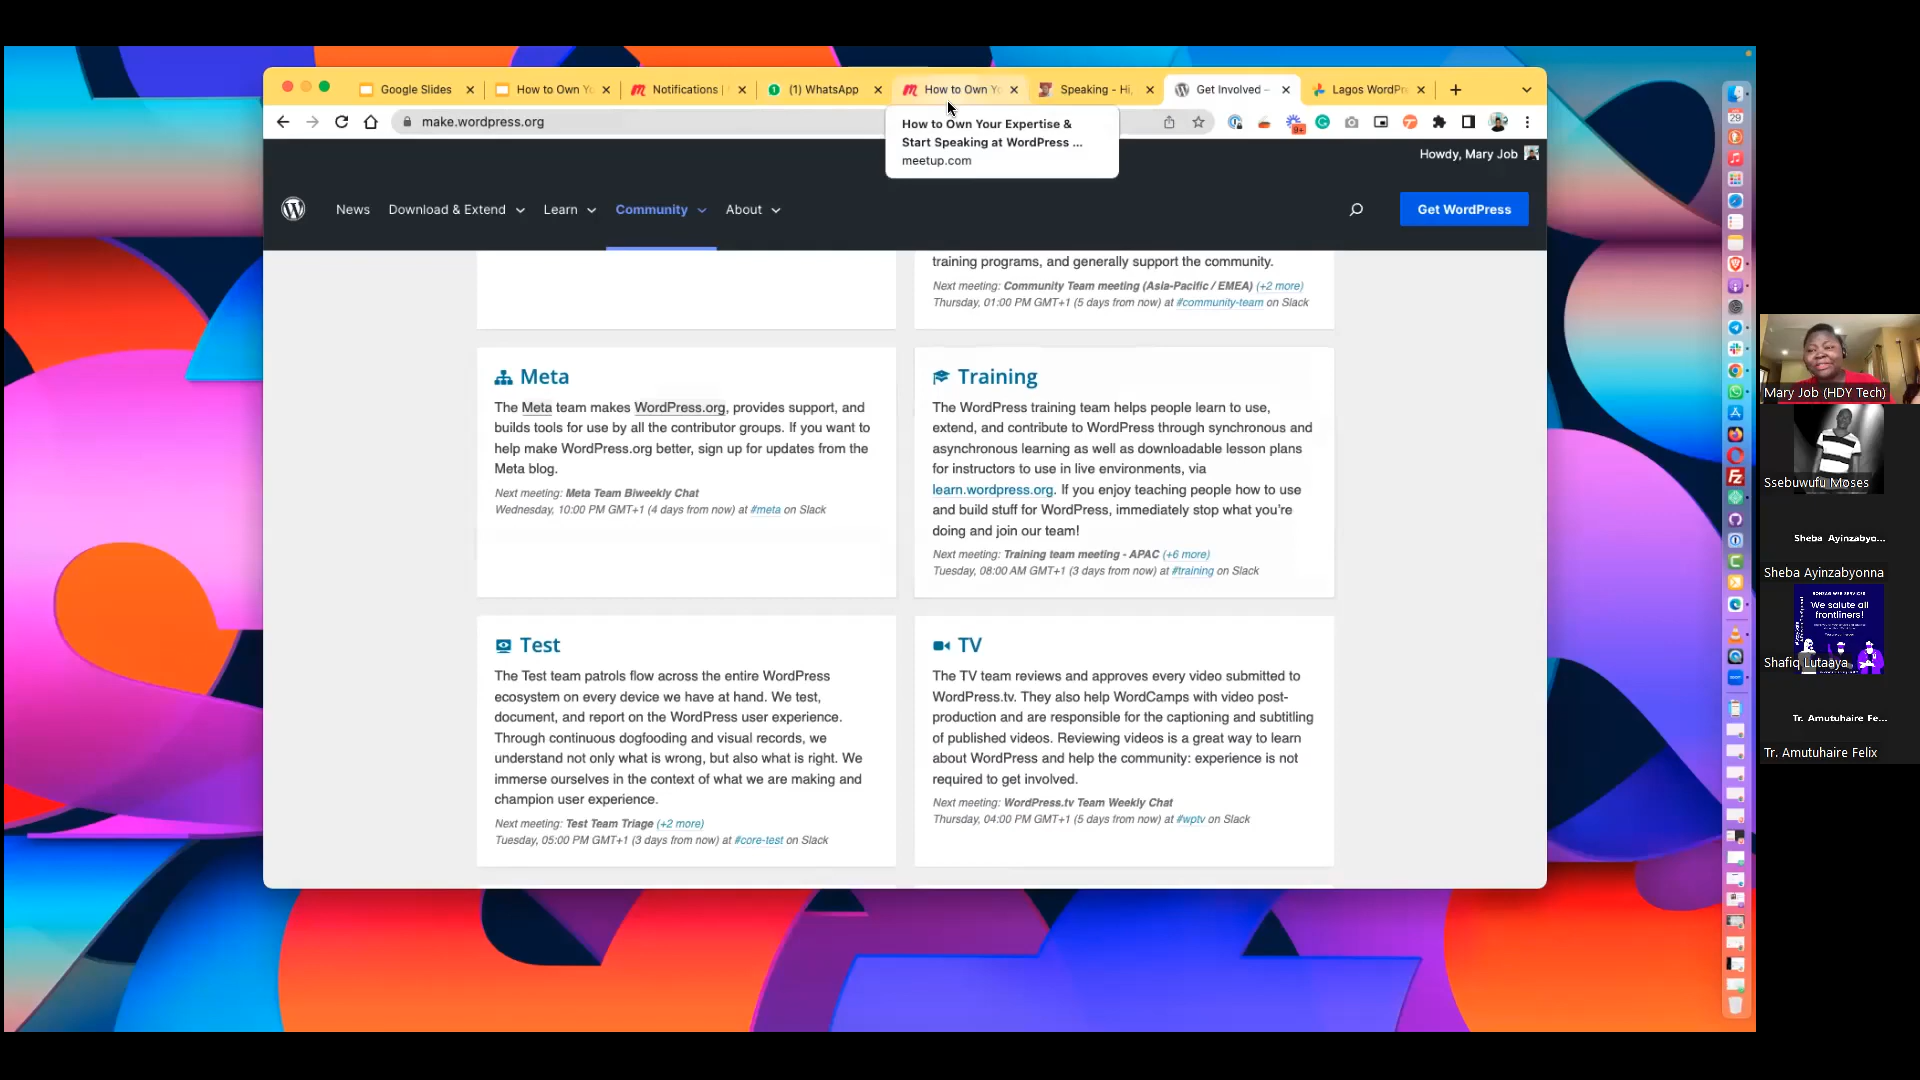 Google Slides
How to Own Yo
Notifications |
(1) WhatsApp
How to Own Yo
Speaking - Hi,
Get Involved –
Lagos WordPr
make.wordpress.org
How to Own Your Expertise &
Start Speaking at WordPress ...
meetup.com
9+
29
Howdy, Mary Job
News
Download & Extend
Learn
Community
About
Get WordPress
training programs, and generally support the community.
Next meeting: Community Team meeting (Asia-Pacific / EMEA) (+2 more)
Thursday, 01:00 PM GMT+1 (5 days from now) at #community-team on Slack
Meta
The Meta team makes WordPress.org, provides support, and
builds tools for use by all the contributor groups. If you want to
help make WordPress.org better, sign up for updates from the
Meta blog.
Next meeting: Meta Team Biweekly Chat
Wednesday, 10:00 PM GMT+1 (4 days from now) at #meta on Slack
Training
The WordPress training team helps people learn to use,
extend, and contribute to WordPress through synchronous and
asynchronous learning as well as downloadable lesson plans
for instructors to use in live environments, via
learn.wordpress.org. If you enjoy teaching people how to use
and build stuff for WordPress, immediately stop what you're
doing and join our team!
Next meeting: Training team meeting - APAC (+6 more)
Tuesday, 08:00 AM GMT+1 (3 days from now) at #training on Slack
Test
The Test team patrols flow across the entire WordPress
ecosystem on every device we have at hand. We test,
document, and report on the WordPress user experience.
Through continuous dogfooding and visual records, we
understand not only what is wrong, but also what is right. We
immerse ourselves in the context of what we are making and
champion user experience.
Next meeting: Test Team Triage (+2 more)
Tuesday, 05:00 PM GMT+1 (3 days from now) at #core-test on Slack
TV
The TV team reviews and approves every video submitted to
WordPress.tv. They also help WordCamps with video post-
production and are responsible for the captioning and subtitling
of published videos. Reviewing videos is a great way to learn
about WordPress and help the community: experience is not
required to get involved.
Next meeting: WordPress.tv Team Weekly Chat
Thursday, 04:00 PM GMT+1 (5 days from now) at #wptv on Slack
Mary Job (HDY Tech)
Ssebuwufu Moses
Sheba Ayinzabyo...
Sheba Ayinzabyonna
We salute all
frontliners!
Shafiq Lutaaya
Tr. Amutuhaire Fe...
Tr. Amutuhaire Felix